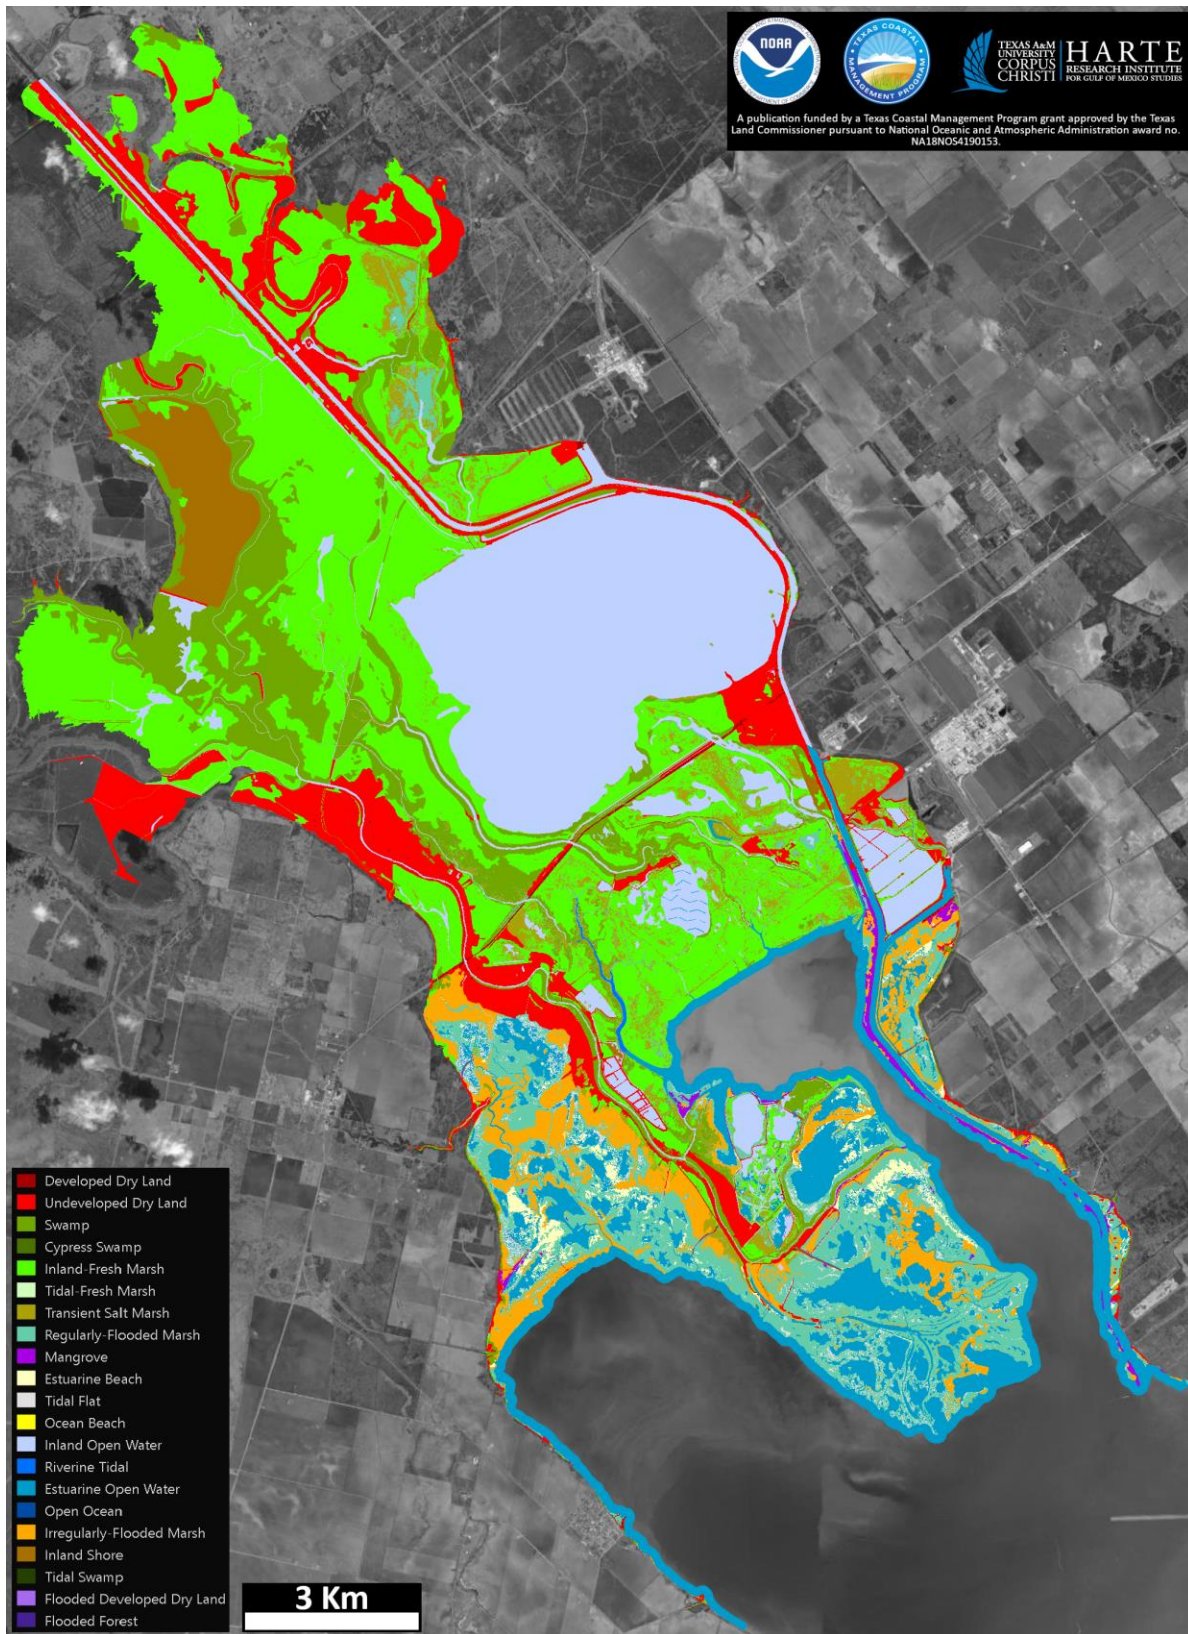 NOAA
TEXAS COASTAL
MANAGEMENT PROGRAM
TEXAS A&M
UNIVERSITY
CORPUS
CHRISTI
HARTE
RESEARCH INSTITUTE
FOR GULF OF MEXICO STUDIES
A publication funded by a Texas Coastal Management Program grant approved by the Texas
Land Commissioner pursuant to National Oceanic and Atmospheric Administration award no.
NA18NOS4190153.
Developed Dry Land
Undeveloped Dry Land
Swamp
Cypress Swamp
Inland-Fresh Marsh
Tidal-Fresh Marsh
Transient Salt Marsh
Regularly-Flooded Marsh
Mangrove
Estuarine Beach
Tidal Flat
Ocean Beach
Inland Open Water
Riverine Tidal
Estuarine Open Water
Open Ocean
Irregularly-Flooded Marsh
Inland Shore
Tidal Swamp
Flooded Developed Dry Land
Flooded Forest
3 Km